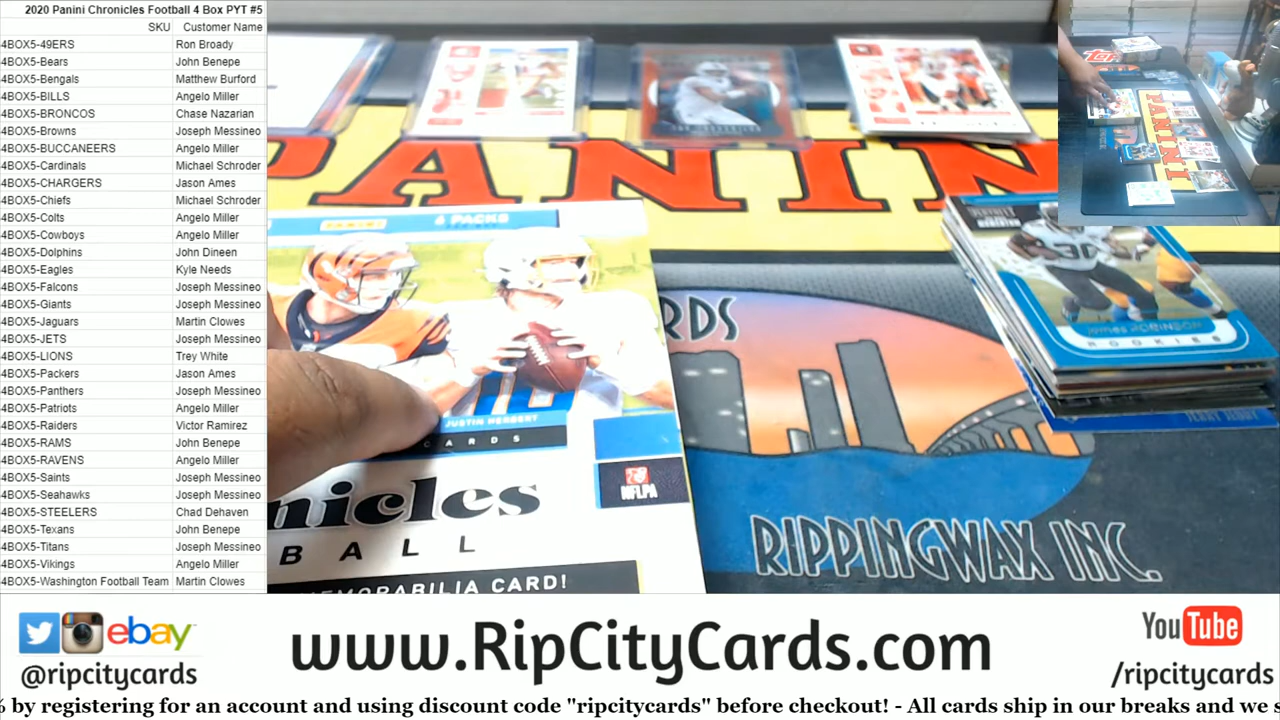 2020 Panini Chronicles Football 4 Box PYT #5
SKU Customer Name
4BOX5-49ERS Ron Broady
4BOX5-Bears John Benepe
4BOX5-Bengals Matthew Burford
4BOX5-BILLS Angelo Miller
4BOX5-BRONCOS Chase Nazarian
4BOX5-Browns Joseph Messineo
4BOX5-BUCCANEERS Angelo Miller
4BOX5-Cardinals Michael Schroder
4BOX5-CHARGERS Jason Ames
4BOX5-Chiefs Michael Schroder
4BOX5-Colts Angelo Miller
4BOX5-Cowboys Angelo Miller
4BOX5-Dolphins John Dineen
4BOX5-Eagles Kyle Needs
4BOX5-Falcons Joseph Messineo
4BOX5-Giants Joseph Messineo
4BOX5-Jaguars Martin Clowes
4BOX5-JETS Joseph Messineo
4BOX5-LIONS Trey White
4BOX5-Packers Jason Ames
4BOX5-Panthers Joseph Messineo
4BOX5-Patriots Angelo Miller
4BOX5-Raiders Victor Ramirez
4BOX5-RAMS John Benepe
4BOX5-RAVENS Angelo Miller
4BOX5-Saints Joseph Messineo
4BOX5-Seahawks Joseph Messineo
4BOX5-STEELERS Chad Dehaven
4BOX5-Texans John Benepe
4BOX5-Titans Joseph Messineo
4BOX5-Vikings Angelo Miller
4BOX5-Washington Football Team Martin Clowes
PANIN
PANINI
PANINI
6 PACKS
JUSTIN HERBERT
CARDS
nicles
BALL
MEMORABILIA CARD!
NFLPA
RDS
RIPPINGWAX INC.
James ROBINSON
ROOKIES
30
ebay
@ripcitycards
www.RipCityCards.com
YouTube
/ripcitycards
% by registering for an account and using discount code "ripcitycards" before checkout! - All cards ship in our breaks and we s